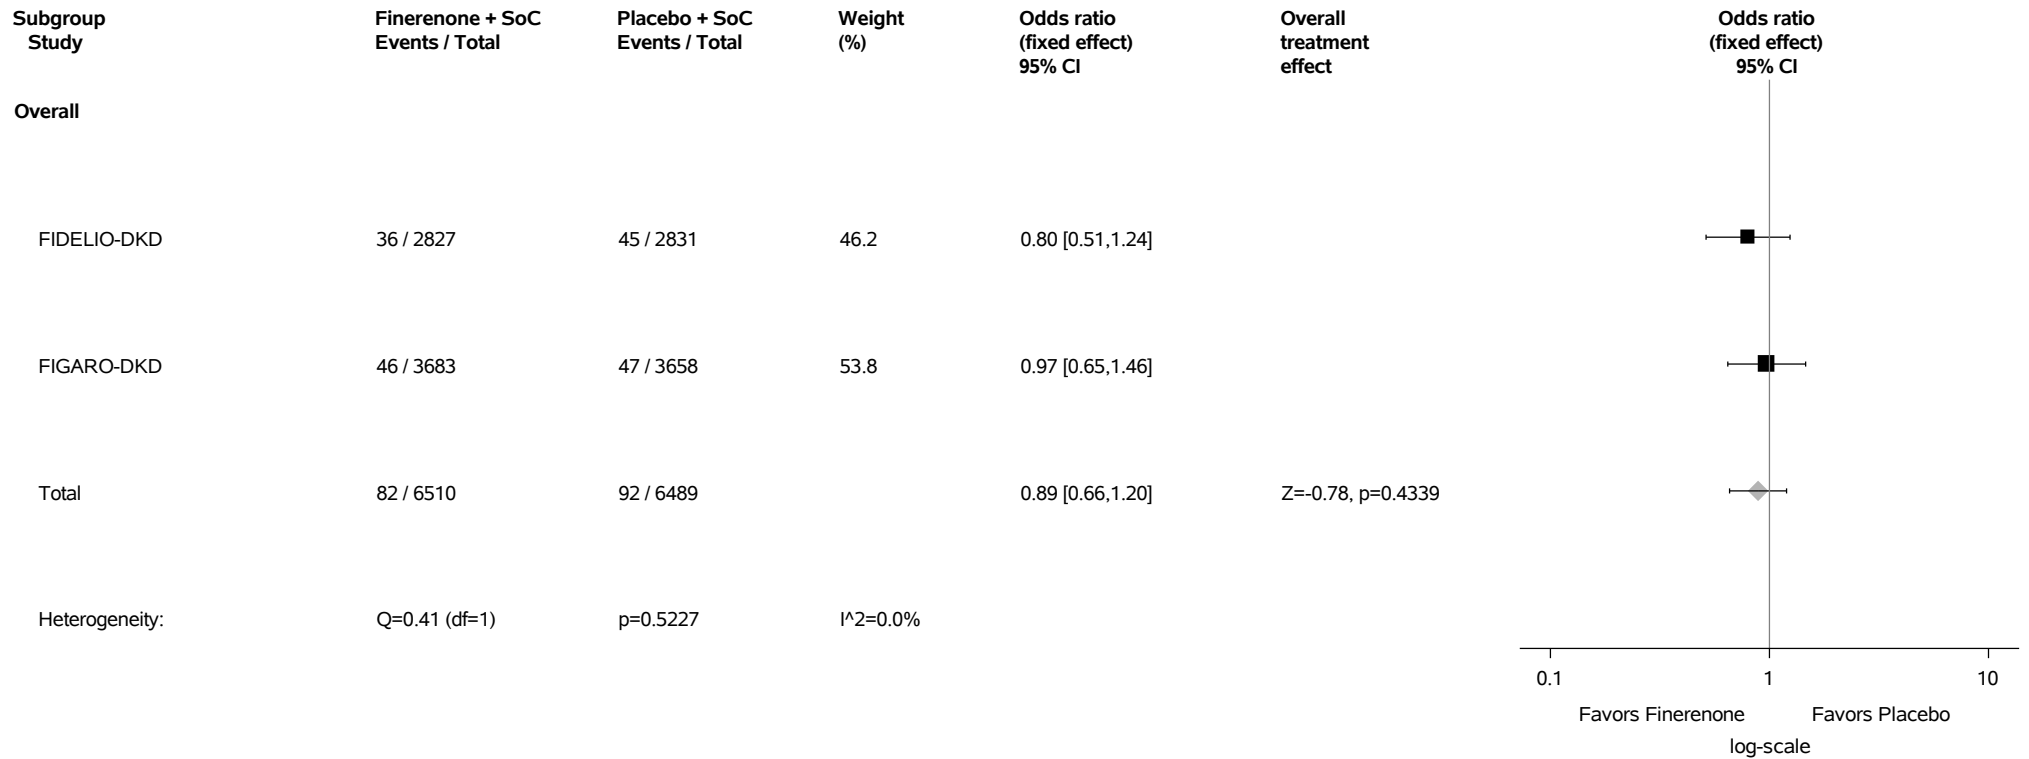 Subgroup Finerenone + SoC Placebo + SoC Weight Odds ratio Overall Odds ratio
Study Events / Total Events / Total (%) (fixed effect) treatment (fixed effect)
95% CI effect 95% CI
Overall
FIDELIO-DKD 36 / 2827 45 / 2831 46.2 0.80 [0.51,1.24]
FIGARO-DKD 46 / 3683 47 / 3658 53.8 0.97 [0.65,1.46]
Total 82 / 6510 92 / 6489 0.89 [0.66,1.20] Z=-0.78, p=0.4339
Heterogeneity: Q=0.41 (df=1) p=0.5227 I^2=0.0%
0.1 1 10
Favors Finerenone Favors Placebo
log-scale